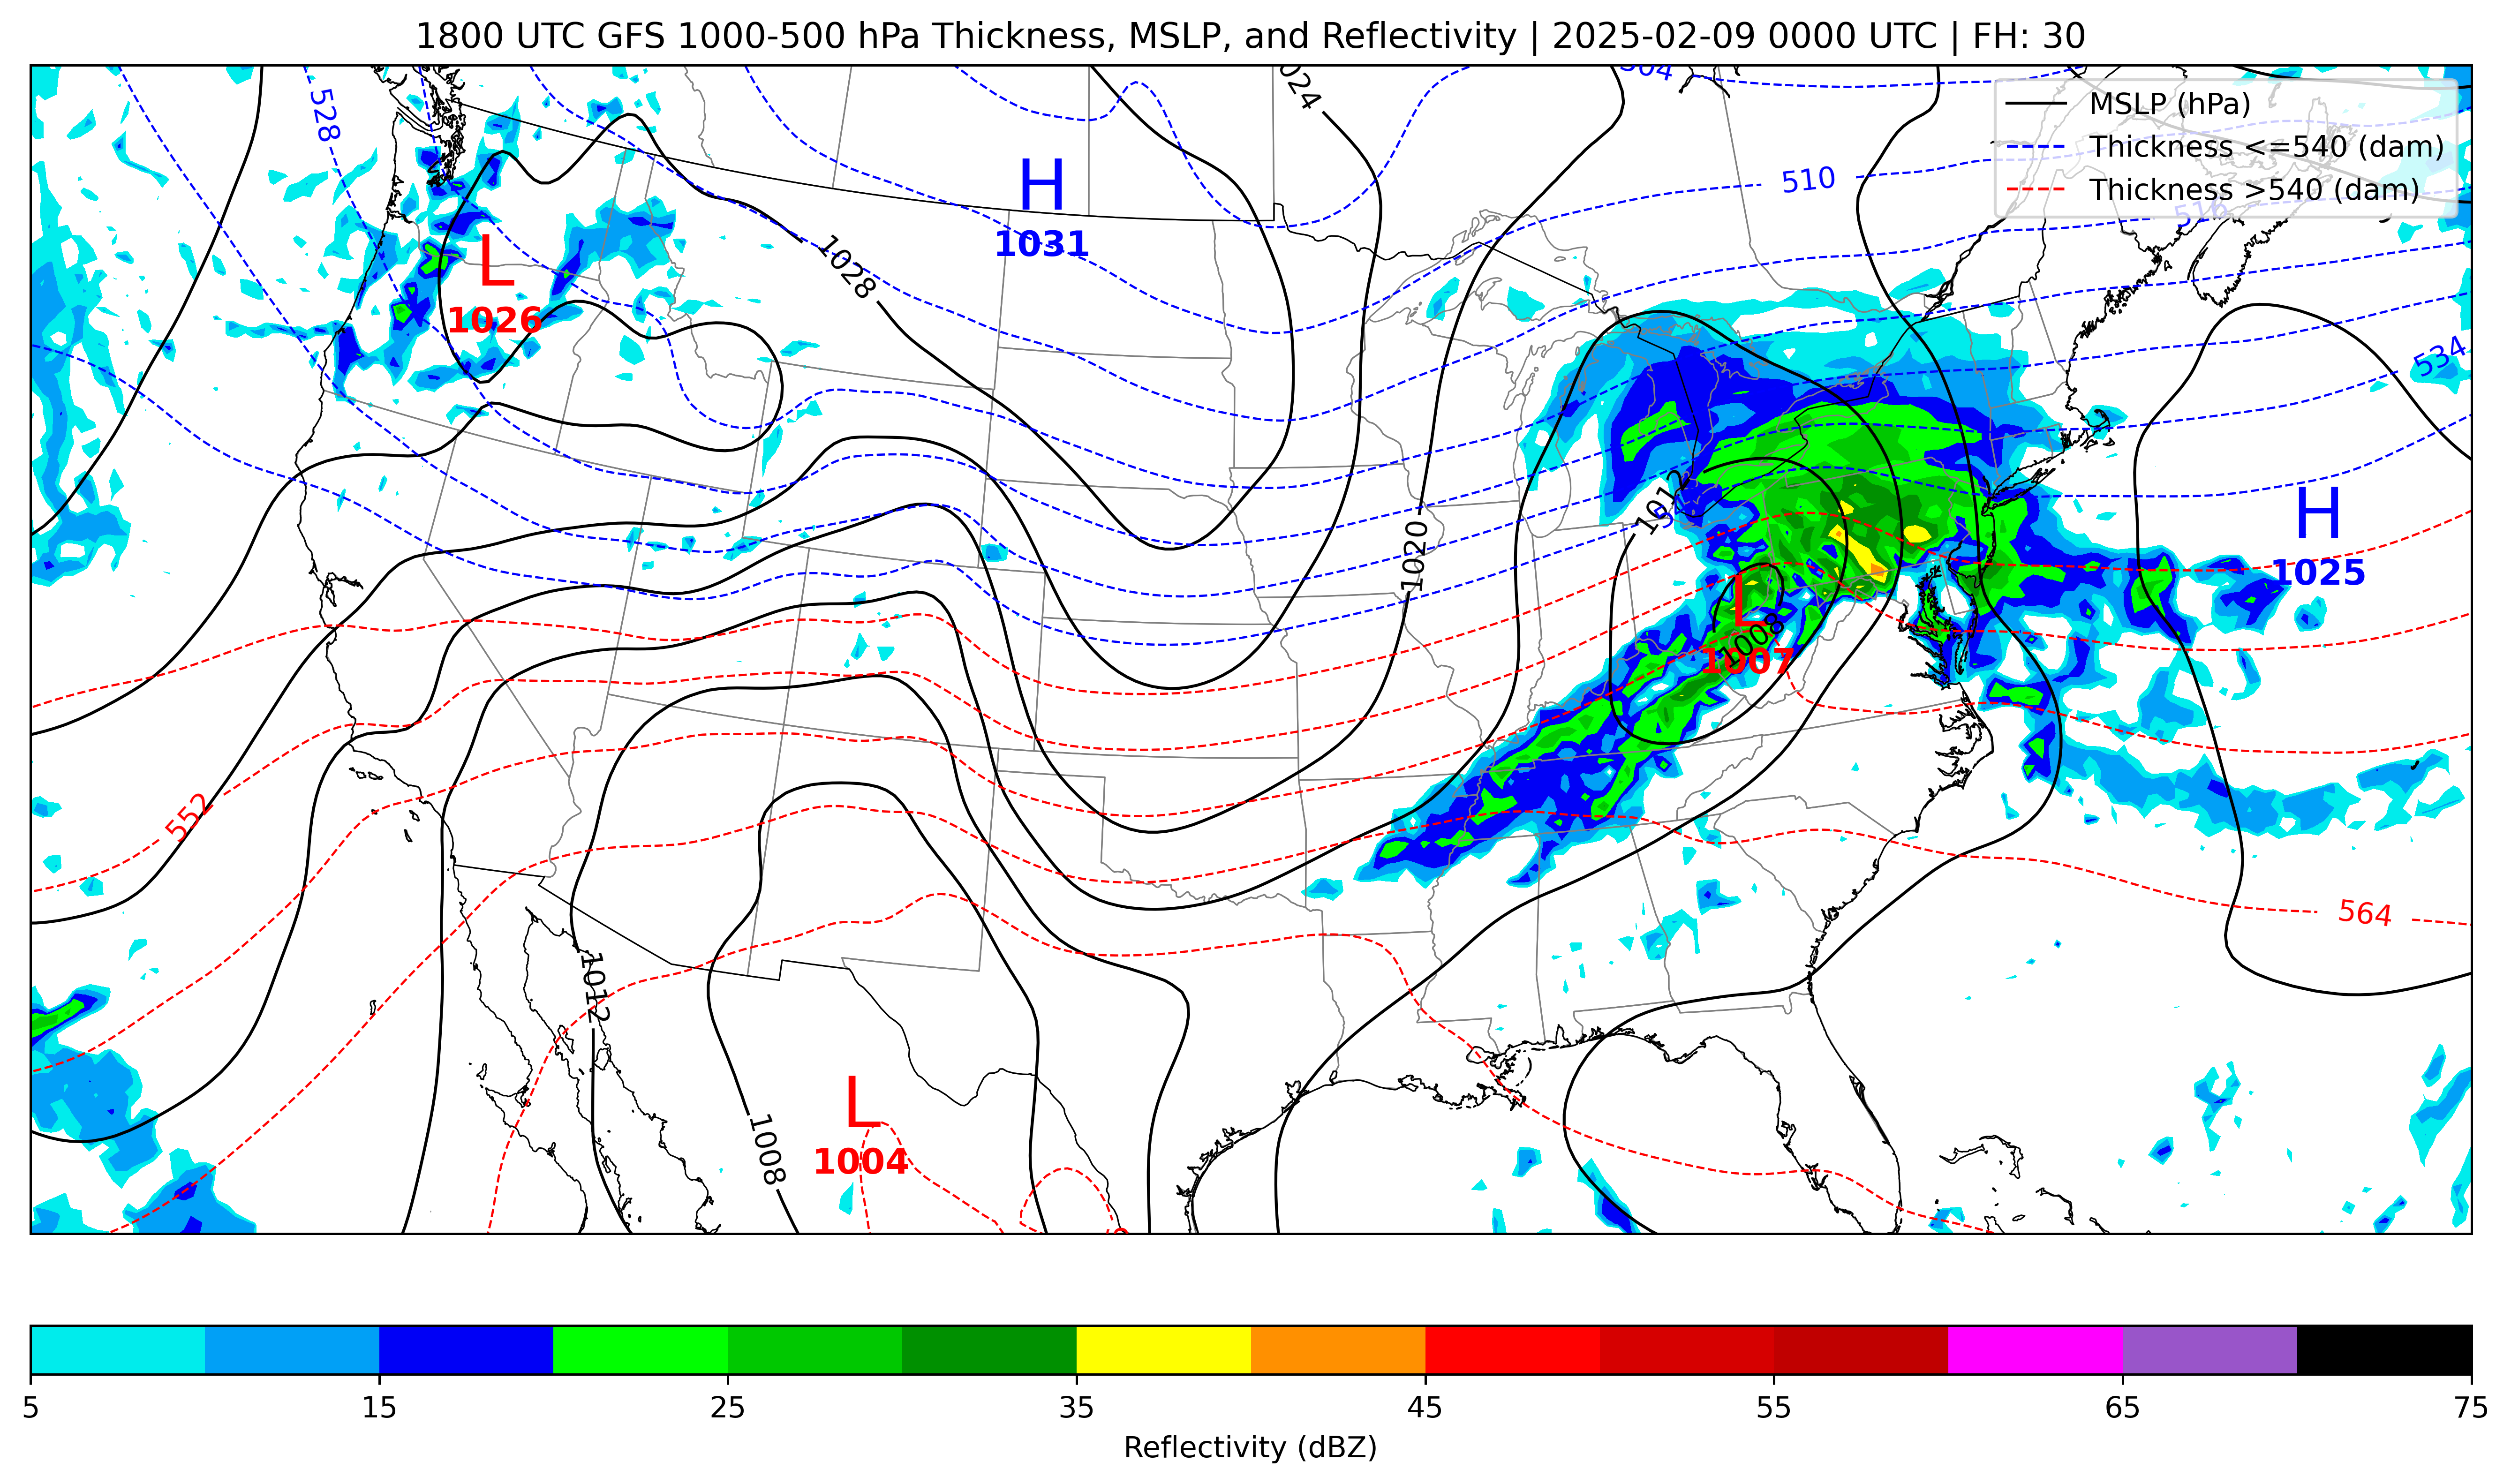 1800 UTC GFS 1000-500 hPa Thickness, MSLP, and Reflectivity | 2025-02-09 0000 UTC | FH: 30
MSLP (hPa)
Thickness <=540 (dam)
Thickness >540 (dam)
528
504
1024
510
516
H
1031
L
1026
1028
534
H
1025
1012
1020
L
1008
1007
552
564
1012
L
1004
1008
5
15
25
35
45
55
65
75
Reflectivity (dBZ)